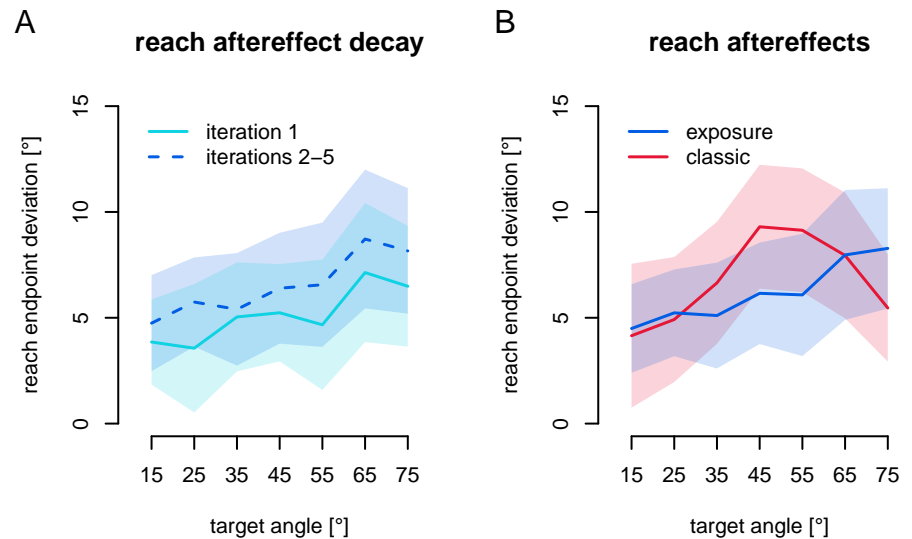 A
reach aftereffect decay
reach endpoint deviation [°]
15
10
5
0
iteration 1
iterations 2–5
15 25 35 45 55 65 75
target angle [°]
B
reach aftereffects
reach endpoint deviation [°]
15
10
5
0
exposure
classic
15 25 35 45 55 65 75
target angle [°]